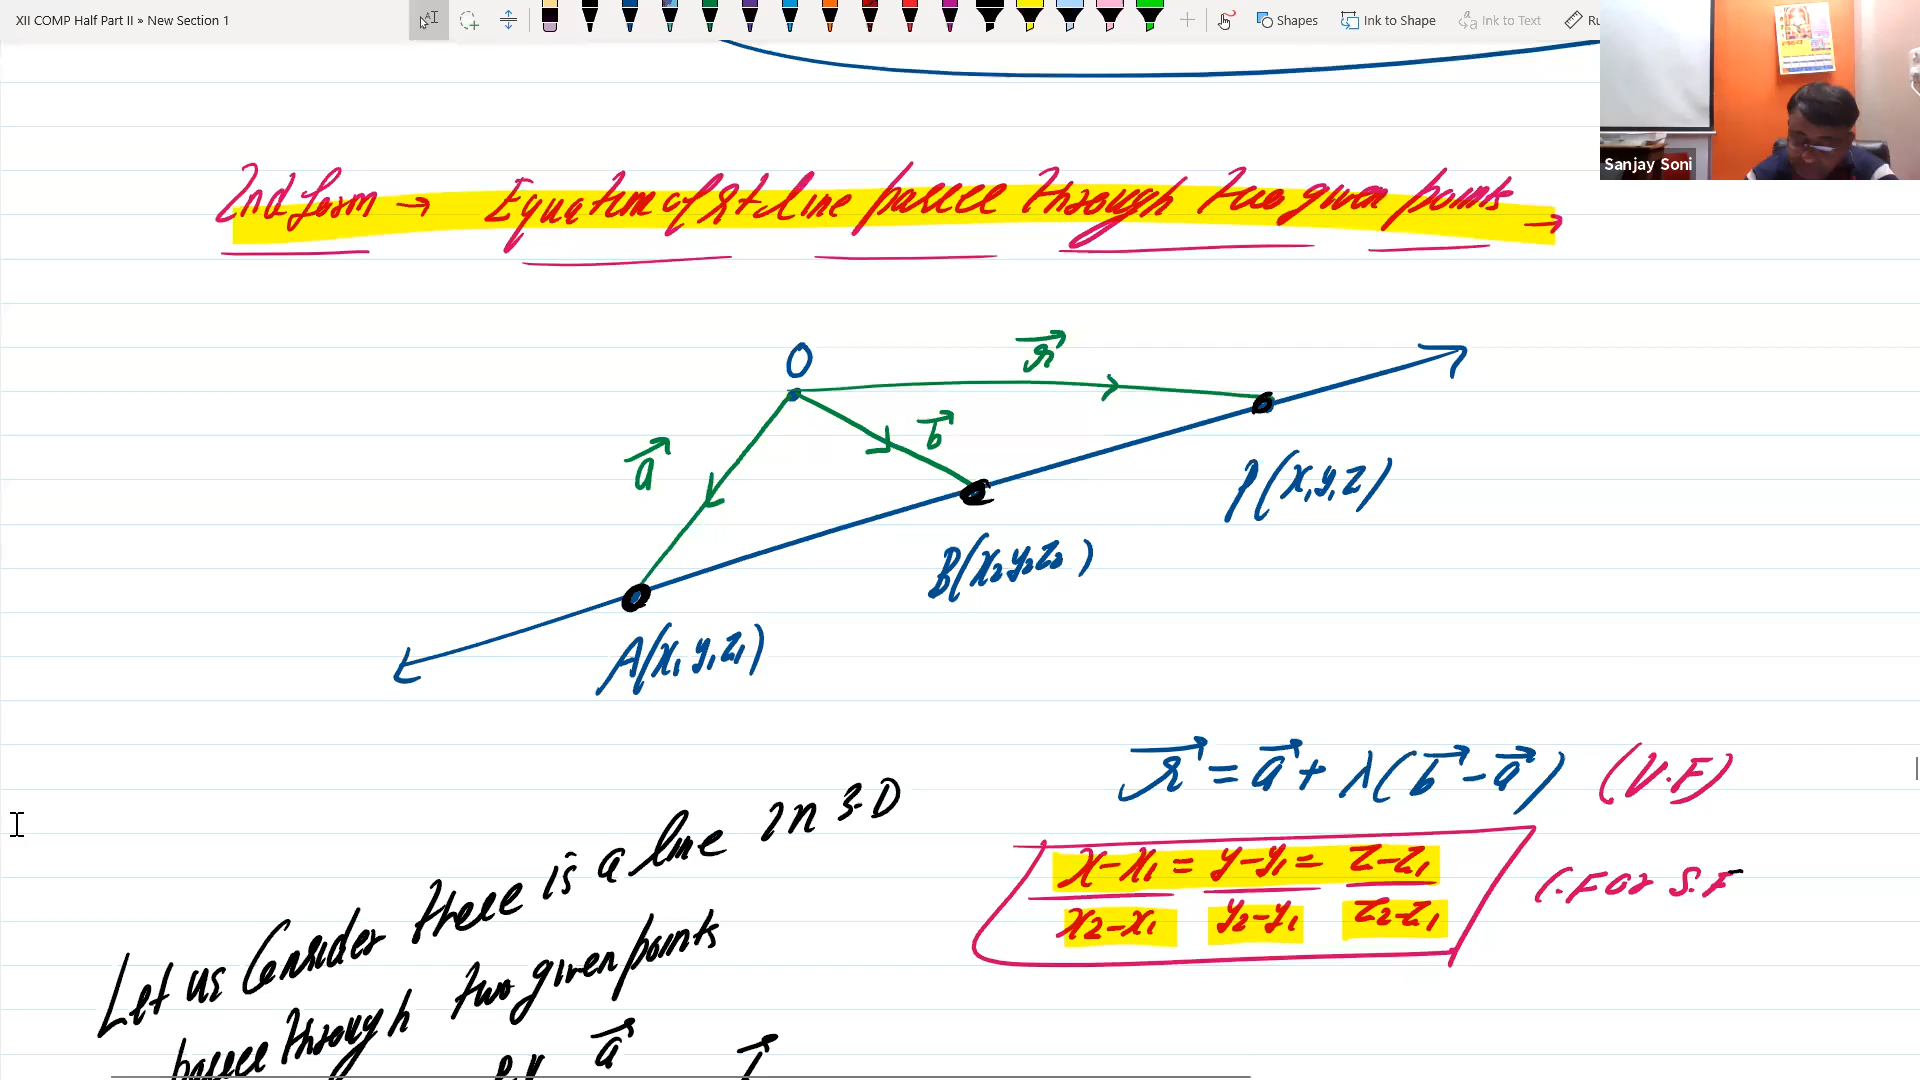 XII COMP Half Part II » New Section 1
Shapes Ink to Shape Ink to Text Ru
Sanjay Soni
2nd form → Equation of st line passes through two given points →
O
r
a
b
P(x,y,z)
B(x2 y2 z2)
A(x1 y1 z1)
r = a + λ(b - a) (V.F)
x-x1 = y-y1 = z-z1
x2-x1 y2-y1 z2-z1
C.F or S.F
Let us Consider there is a line in 3-D
passes through two given points
a